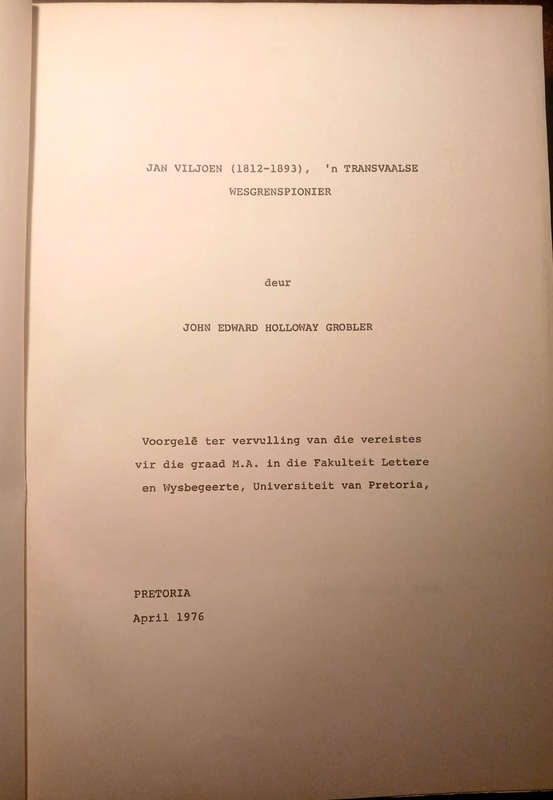 JAN VILJOEN (1812-1893), 'n TRANSVAALSE
WESGRENSPIONIER
deur
JOHN EDWARD HOLLOWAY GROBLER
Voorgelê ter vervulling van die vereistes
vir die graad M.A. in die Fakulteit Lettere
en Wysbegeerte, Universiteit van Pretoria,
PRETORIA
April 1976